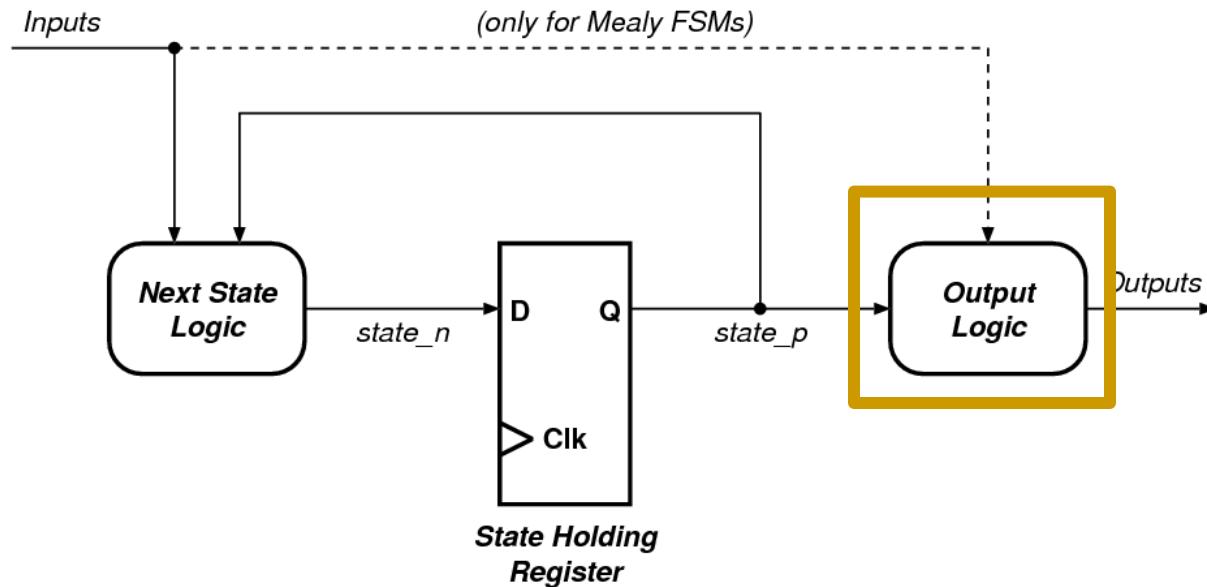 Inputs
(only for Mealy FSMs)
Next State
Logic
state_n
D
Q
Clk
State Holding
Register
state_p
Output
Logic
Outputs